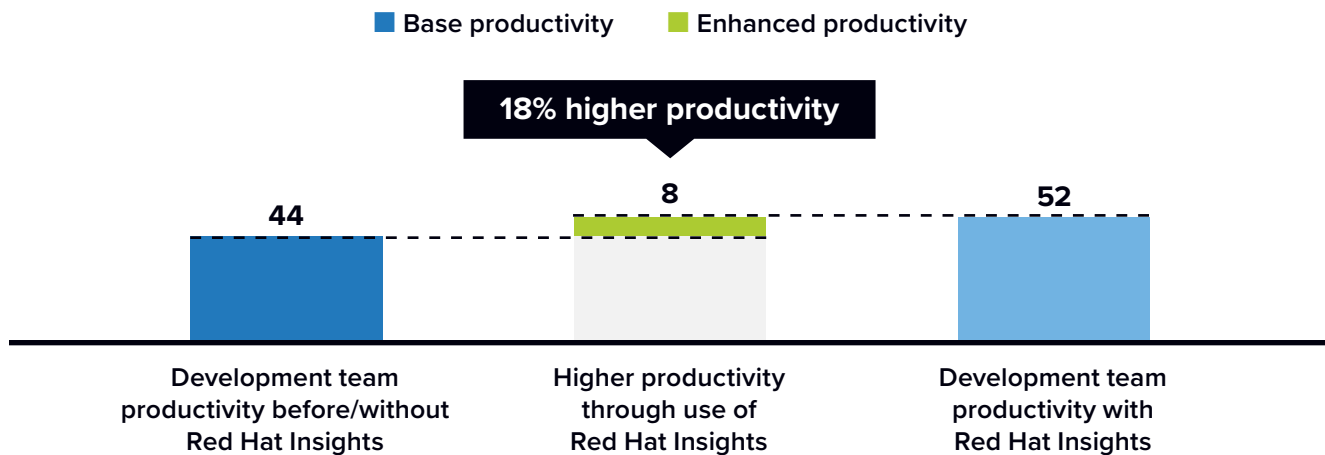 Base productivity
Enhanced productivity
18% higher productivity
44
8
52
Development team
productivity before/without
Red Hat Insights
Higher productivity
through use of
Red Hat Insights
Development team
productivity with
Red Hat Insights